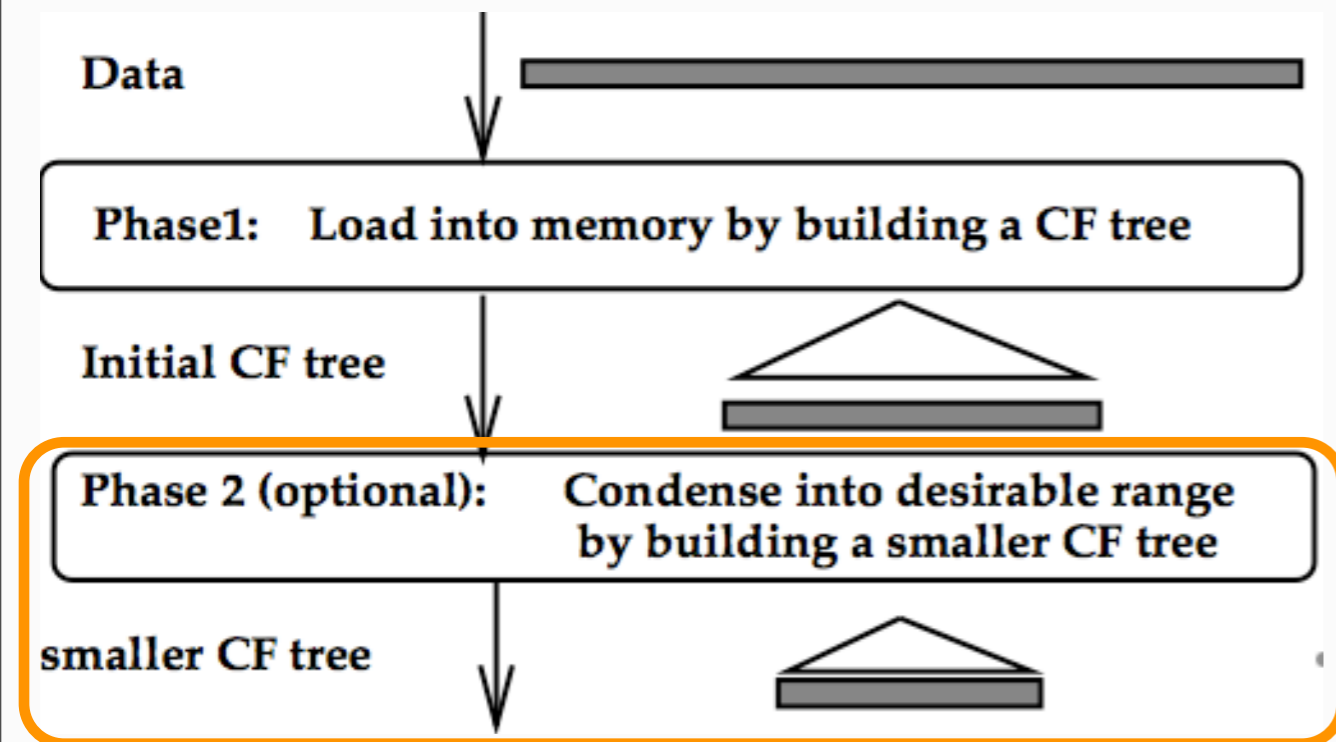 Data
Phase1: Load into memory by building a CF tree
Initial CF tree
Phase 2 (optional): Condense into desirable range
by building a smaller CF tree
smaller CF tree